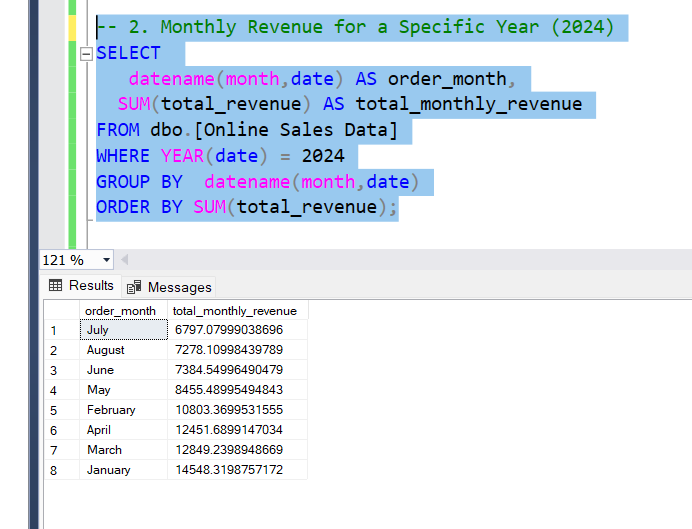 -- 2. Monthly Revenue for a Specific Year (2024)
SELECT
datename(month,date) AS order_month,
SUM(total_revenue) AS total_monthly_revenue
FROM dbo.[Online Sales Data]
WHERE YEAR(date) = 2024
GROUP BY  datename(month,date)
ORDER BY SUM(total_revenue);
121 %
Results Messages
order_month total_monthly_revenue
1 July 6797.07999038696
2 August 7278.10998439789
3 June 7384.54996490479
4 May 8455.48995494843
5 February 10803.3699531555
6 April 12451.6899147034
7 March 12849.2398948669
8 January 14548.3198757172